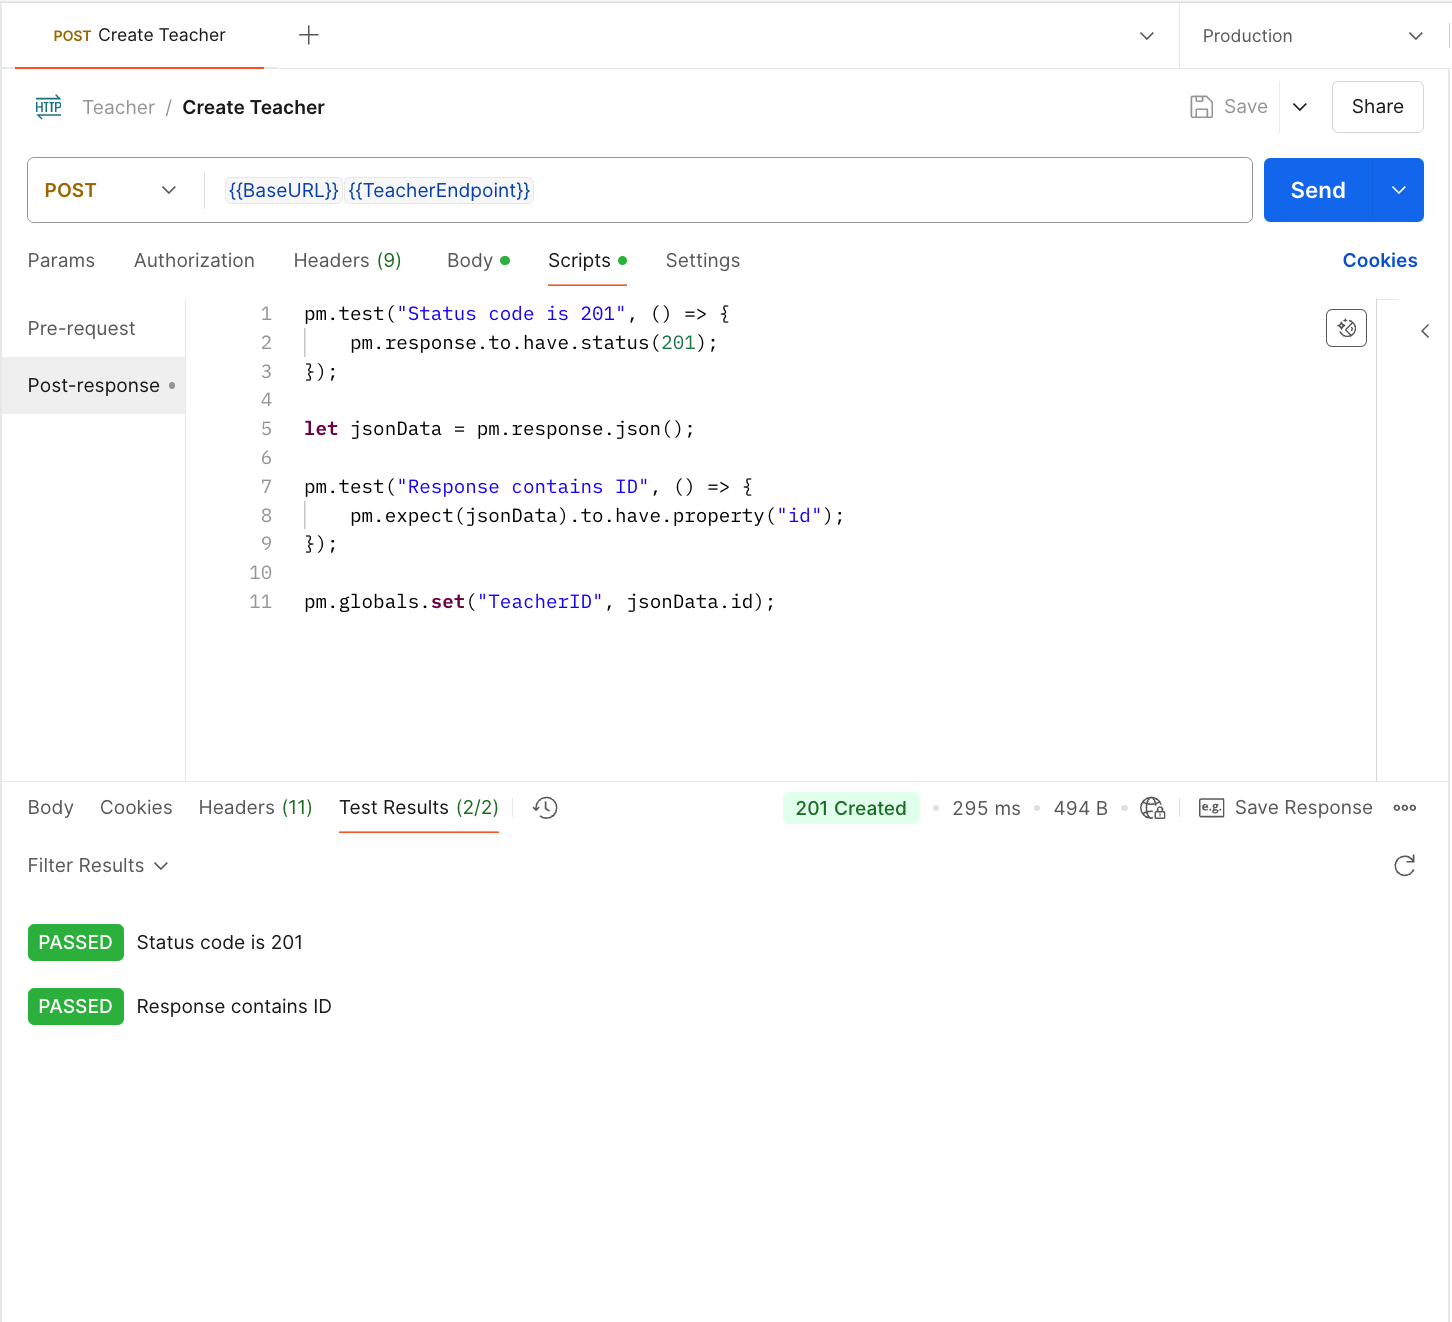 POST Create Teacher
Production
HTTP Teacher / Create Teacher
Save
Share
POST {{BaseURL}} {{TeacherEndpoint}}
Send
Params Authorization Headers (9) Body Scripts Settings Cookies
Pre-request
Post-response
1 pm.test("Status code is 201", () => {
2 pm.response.to.have.status(201);
3 });
4
5 let jsonData = pm.response.json();
6
7 pm.test("Response contains ID", () => {
8 pm.expect(jsonData).to.have.property("id");
9 });
10
11 pm.globals.set("TeacherID", jsonData.id);
Body Cookies Headers (11) Test Results (2/2) 201 Created 295 ms 494 B e.g. Save Response
Filter Results
PASSED Status code is 201
PASSED Response contains ID